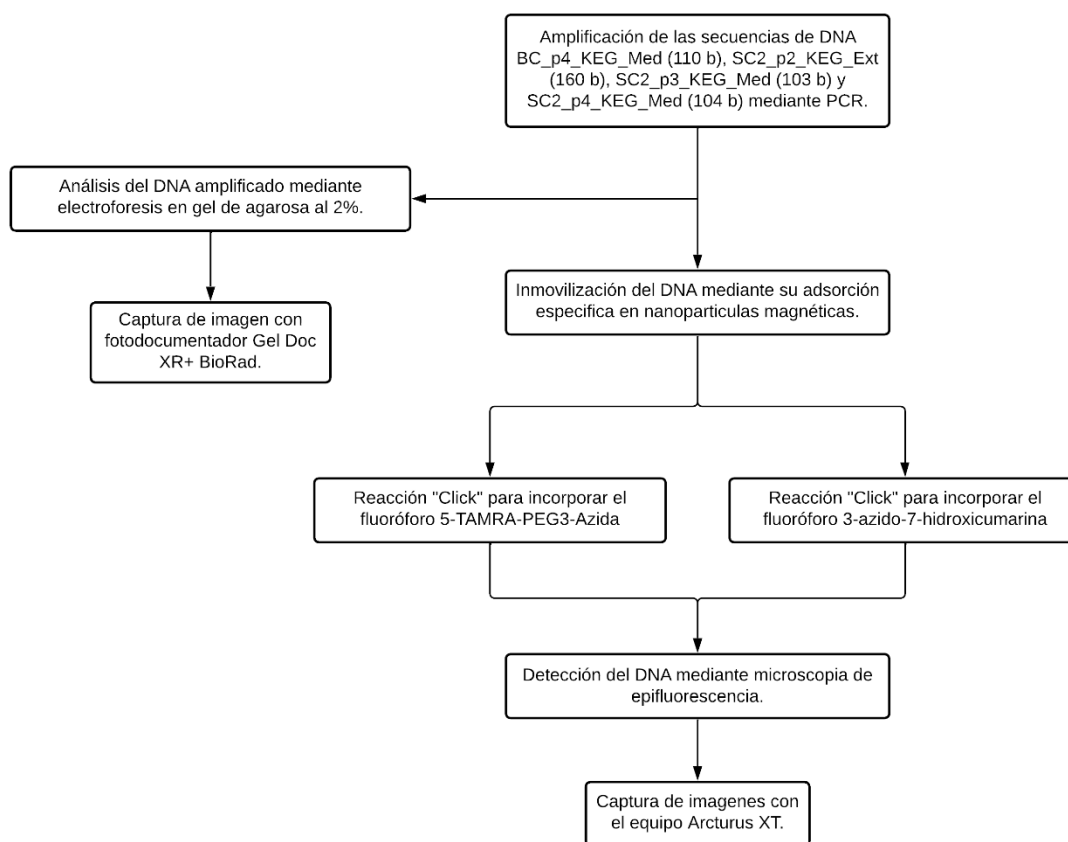 Amplificación de las secuencias de DNA
BC_p4_KEG_Med (110 b), SC2_p2_KEG_Ext
(160 b), SC2_p3_KEG_Med (103 b) y
SC2_p4_KEG_Med (104 b) mediante PCR.
Análisis del DNA amplificado mediante
electroforesis en gel de agarosa al 2%.
Captura de imagen con
fotodocumentador Gel Doc
XR+ BioRad.
Inmovilización del DNA mediante su adsorción
especifica en nanoparticulas magnéticas.
Reacción "Click" para incorporar el
fluoróforo 5-TAMRA-PEG3-Azida
Reacción "Click" para incorporar el
fluoróforo 3-azido-7-hidroxicumarina
Detección del DNA mediante microscopia de
epifluorescencia.
Captura de imagenes con
el equipo Arcturus XT.